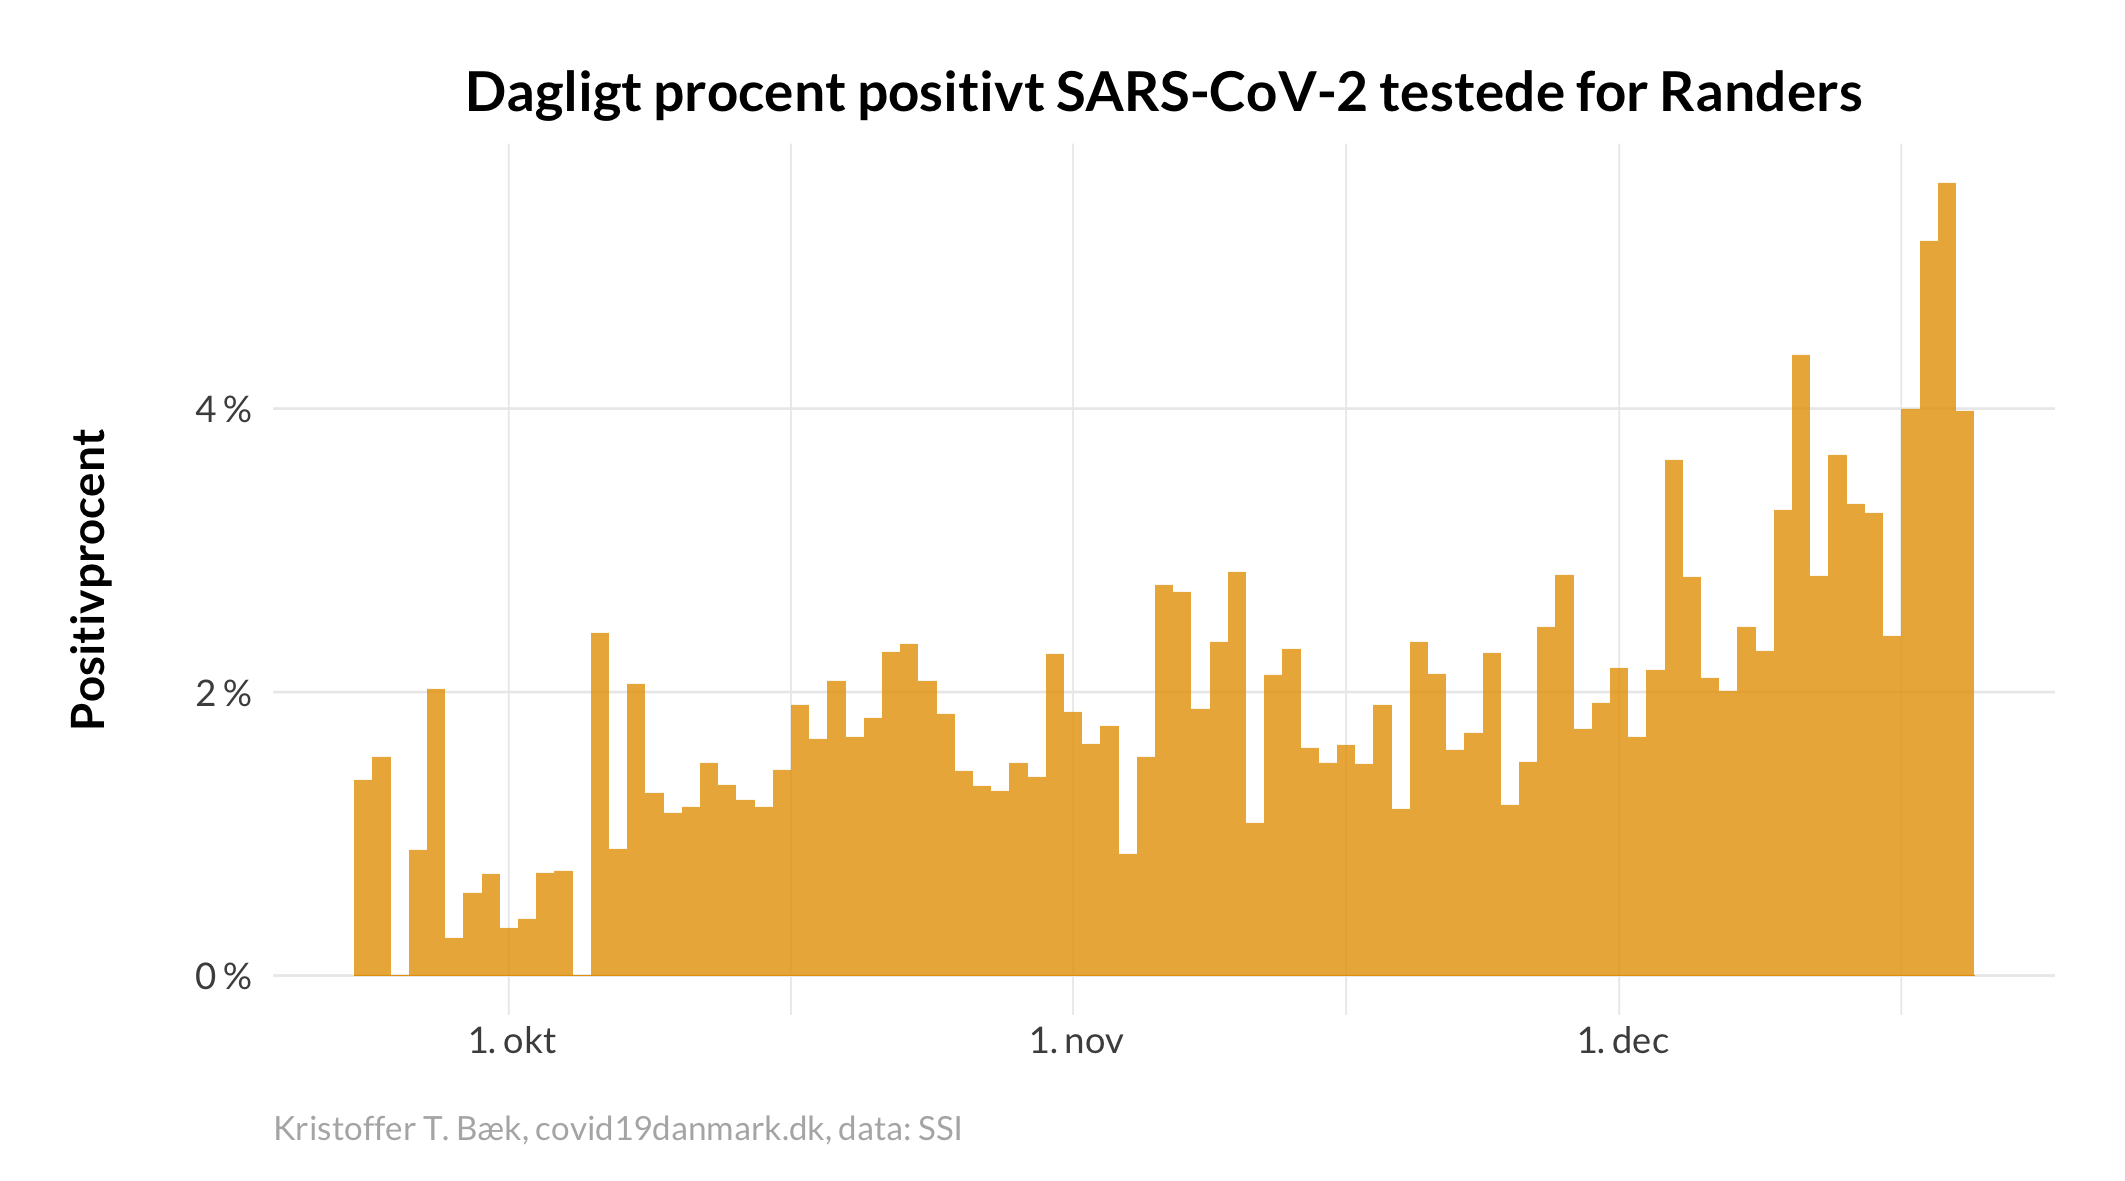 Dagligt procent positivt SARS-CoV-2 testede for Randers
Positivprocent
4 %
2 %
0 %
1. okt
1. nov
1. dec
Kristoffer T. Bæk, covid19danmark.dk, data: SSI